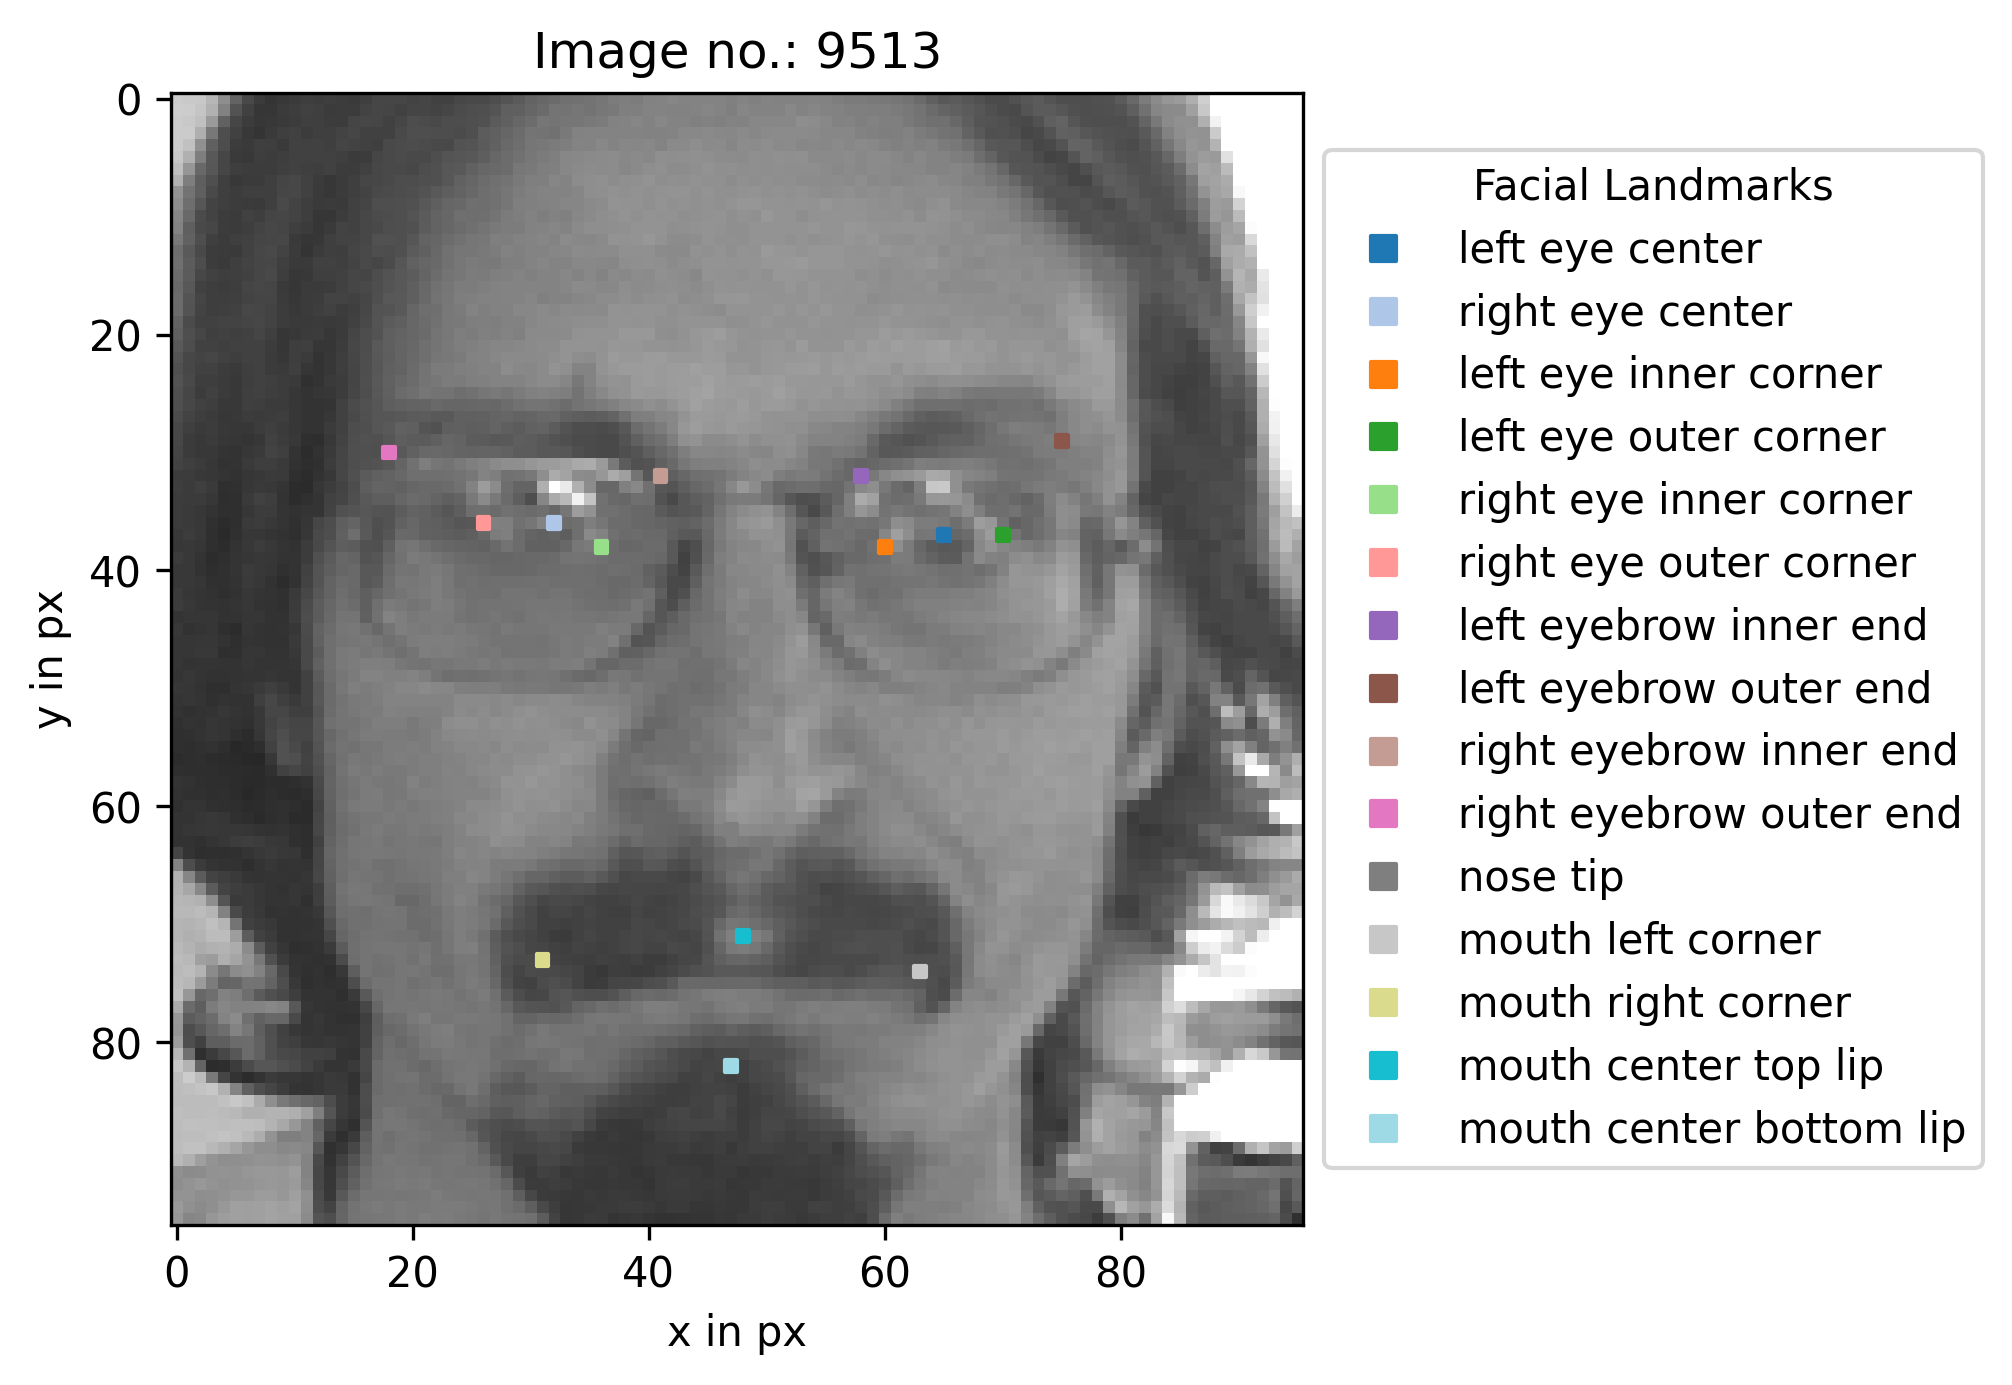 Image no.: 9513
0
20
40
60
80
y in px
0 20 40 60 80
x in px
Facial Landmarks
left eye center
right eye center
left eye inner corner
left eye outer corner
right eye inner corner
right eye outer corner
left eyebrow inner end
left eyebrow outer end
right eyebrow inner end
right eyebrow outer end
nose tip
mouth left corner
mouth right corner
mouth center top lip
mouth center bottom lip